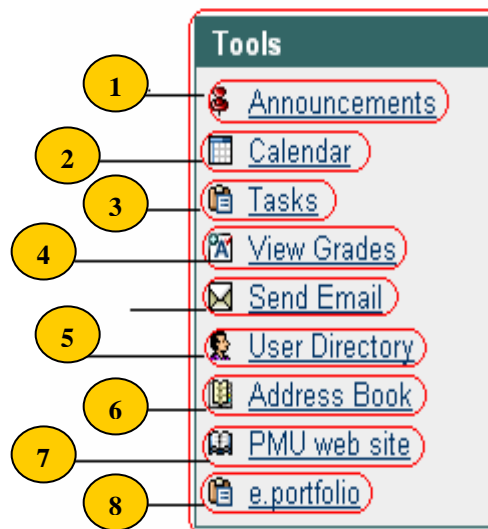 Tools
1 Announcements
2 Calendar
3 Tasks
4 View Grades
Send Email
5 User Directory
6 Address Book
7 PMU web site
8 e.portfolio